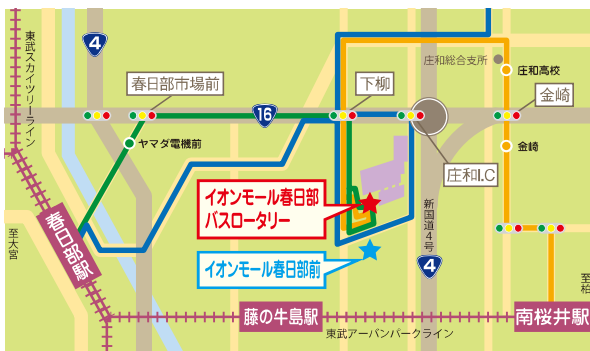 東武スカイツリーライン
4
春日部市場前
下柳
庄和総合支所
庄和高校
金崎
16
ヤマダ電機前
金崎
庄和I.C
イオンモール春日部
バスロータリー
新国道4号
春日部駅
至大宮
イオンモール春日部前
4
至柏
藤の牛島駅
南桜井駅
東武アーバンパークライン